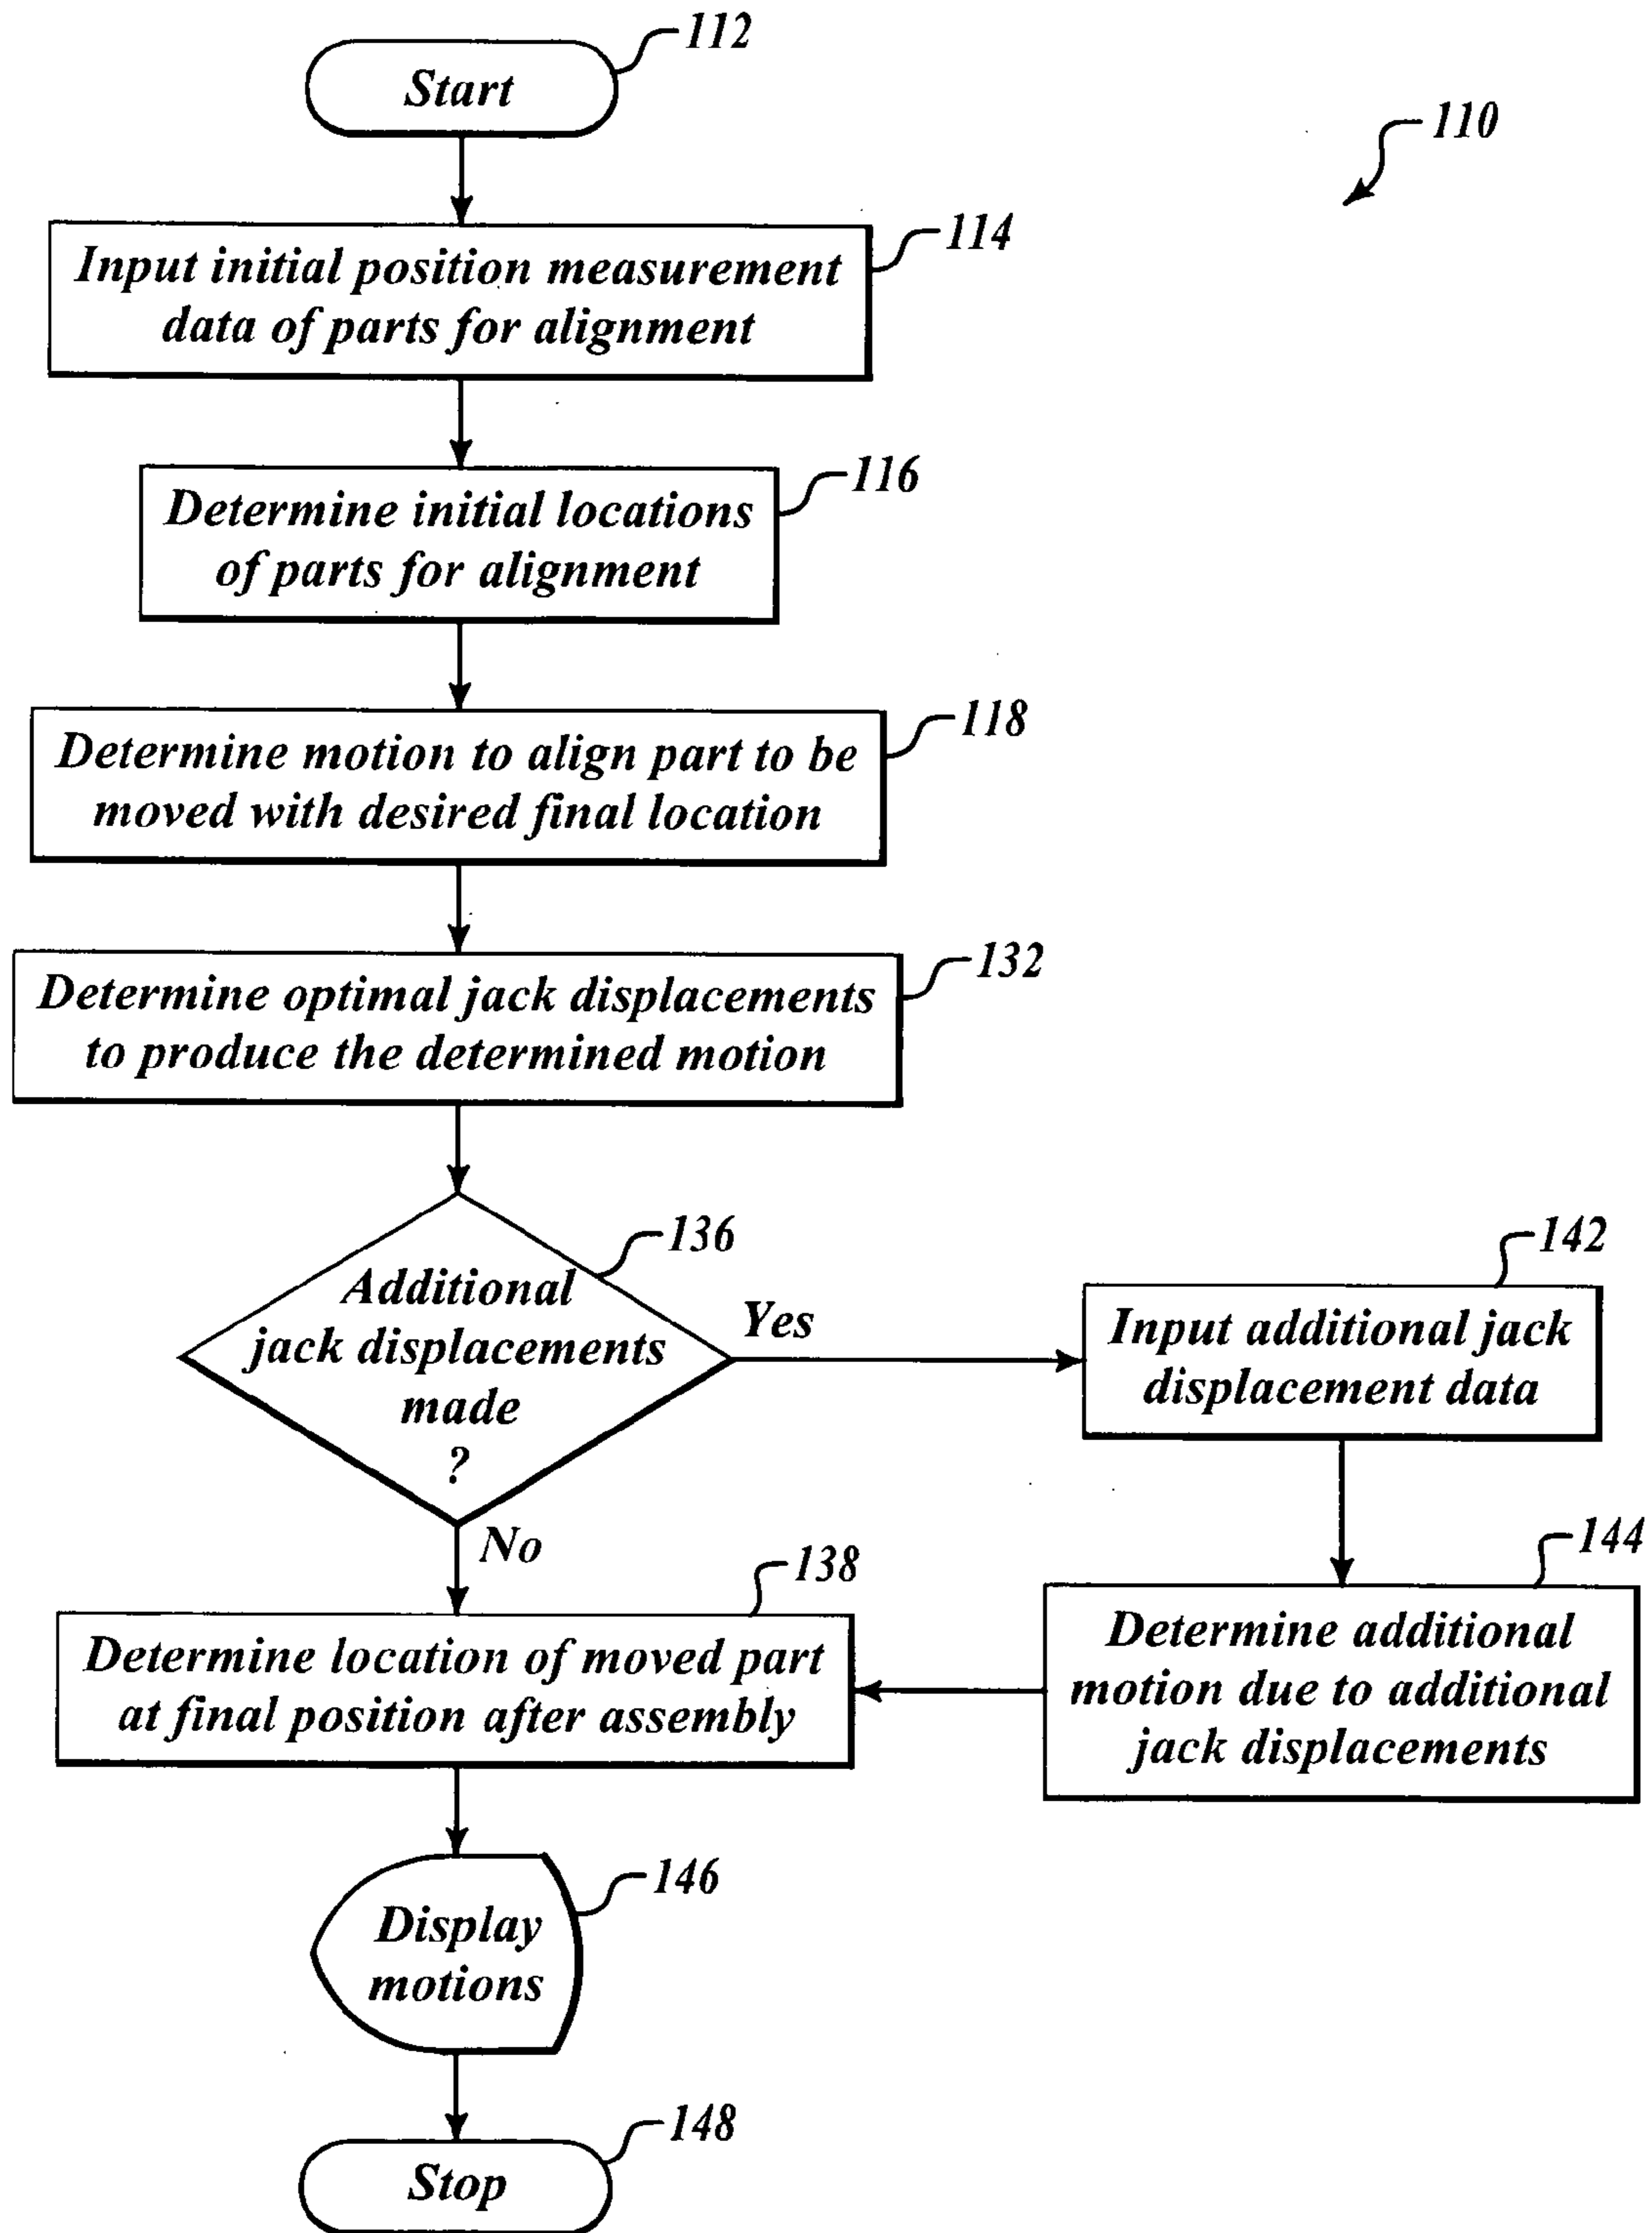 112
Start
110
114
Input initial position measurement
data of parts for alignment
116
Determine initial locations
of parts for alignment
118
Determine motion to align part to be
moved with desired final location
132
Determine optimal jack displacements
to produce the determined motion
136
Additional
jack displacements
made
?
Yes
142
Input additional jack
displacement data
No
138
Determine location of moved part
at final position after assembly
144
Determine additional
motion due to additional
jack displacements
146
Display
motions
148
Stop